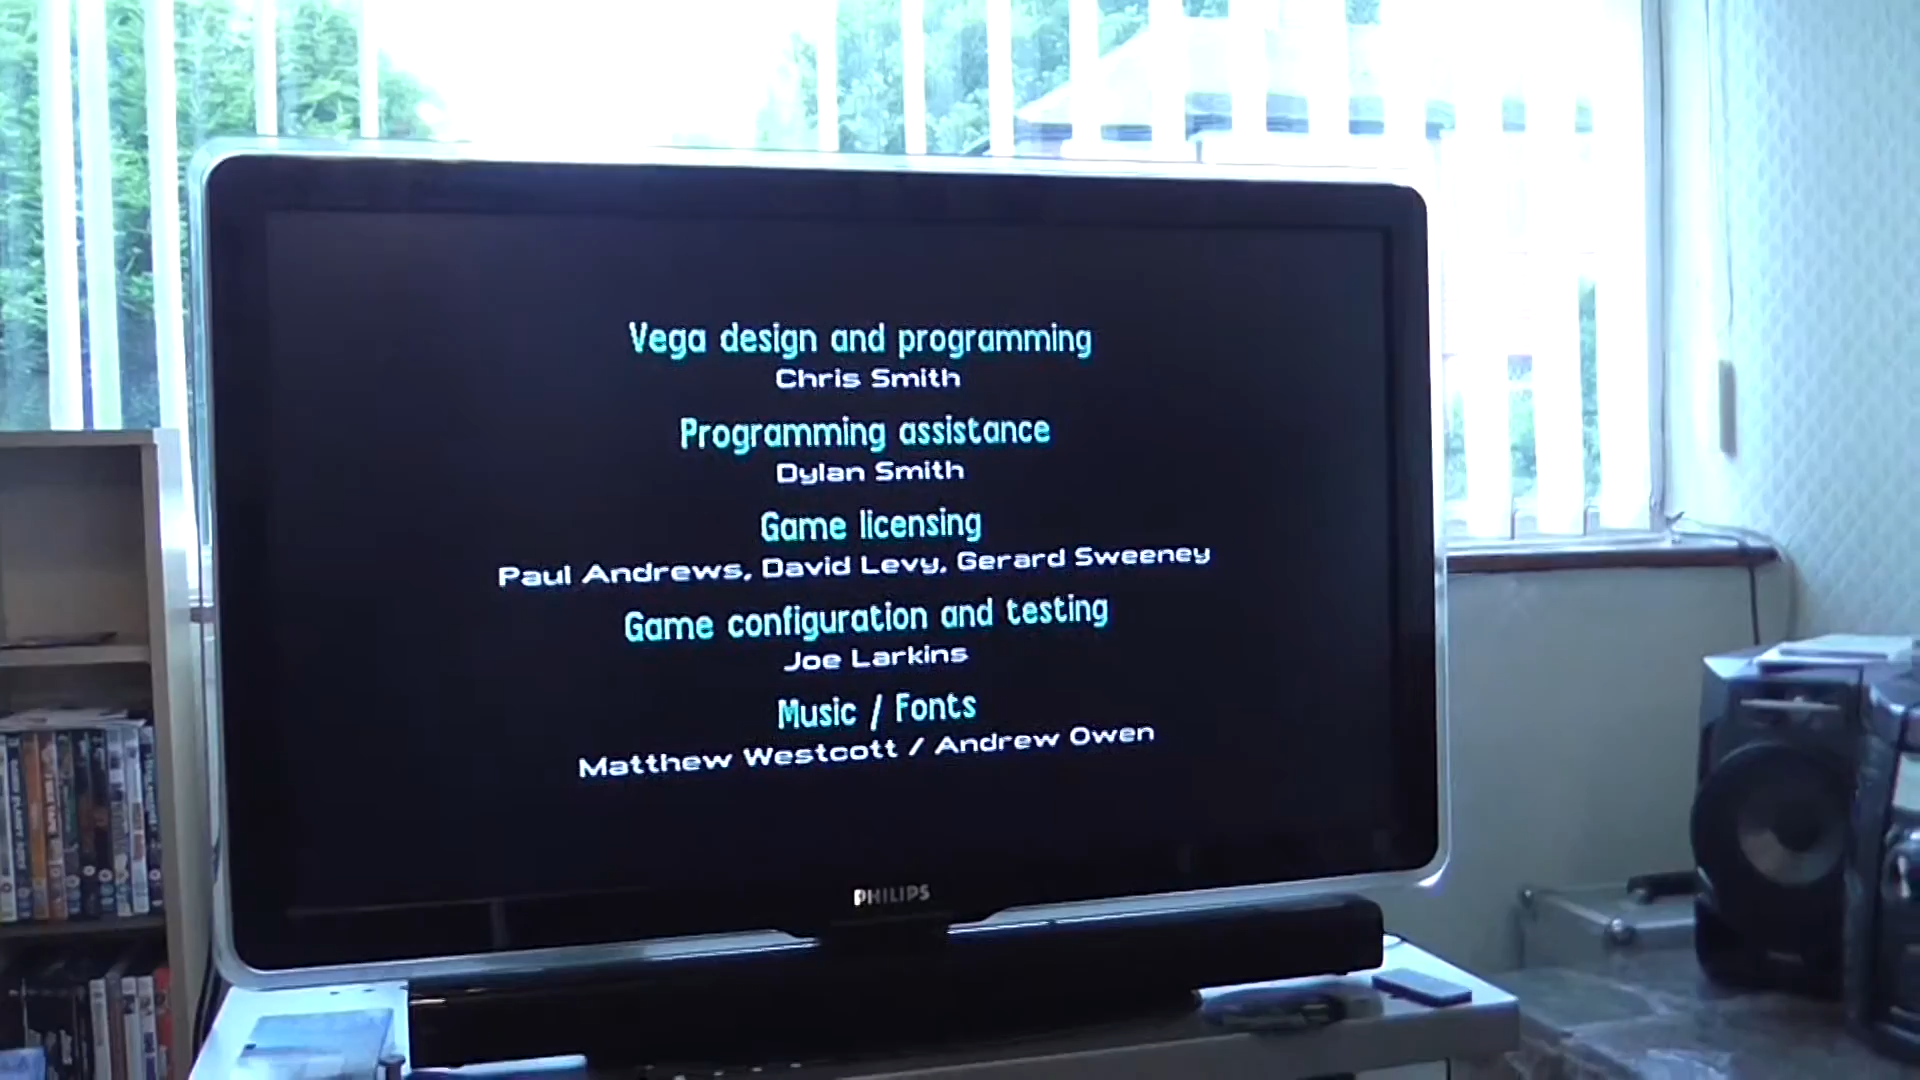 Vega design and programming
Chris Smith
Programming assistance
Dylan Smith
Game licensing
Paul Andrews, David Levy, Gerard Sweeney
Game configuration and testing
Joe Larkins
Music / Fonts
Matthew Westcott / Andrew Owen
PHILIPS